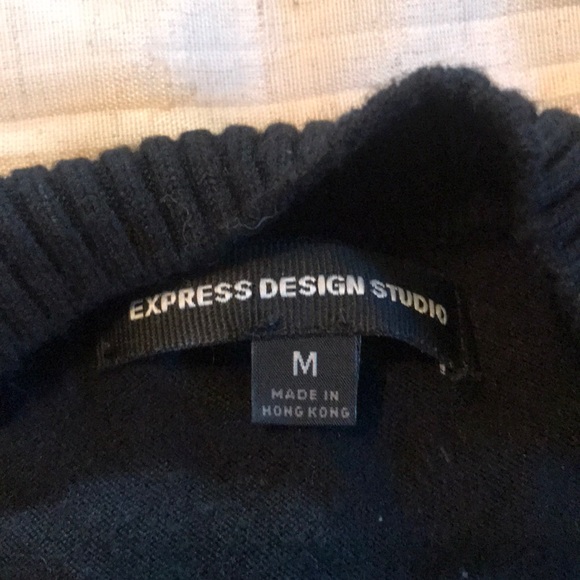 EXPRESS DESIGN STUDIO
M
MADE IN
HONG KONG